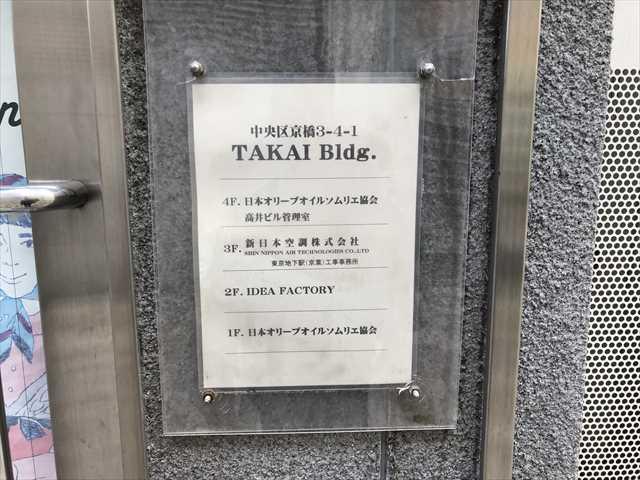 中央区京橋3-4-1
TAKAI Bldg.
4F. 日本オリーブオイルソムリエ協会
高井ビル管理室
3F. 新日本空調株式会社
SHIN NIPPON AIR TECHNOLOGIES CO.,LTD
東京地下駅(京葉)工事事務所
2F. IDEA FACTORY
1F. 日本オリーブオイルソムリエ協会